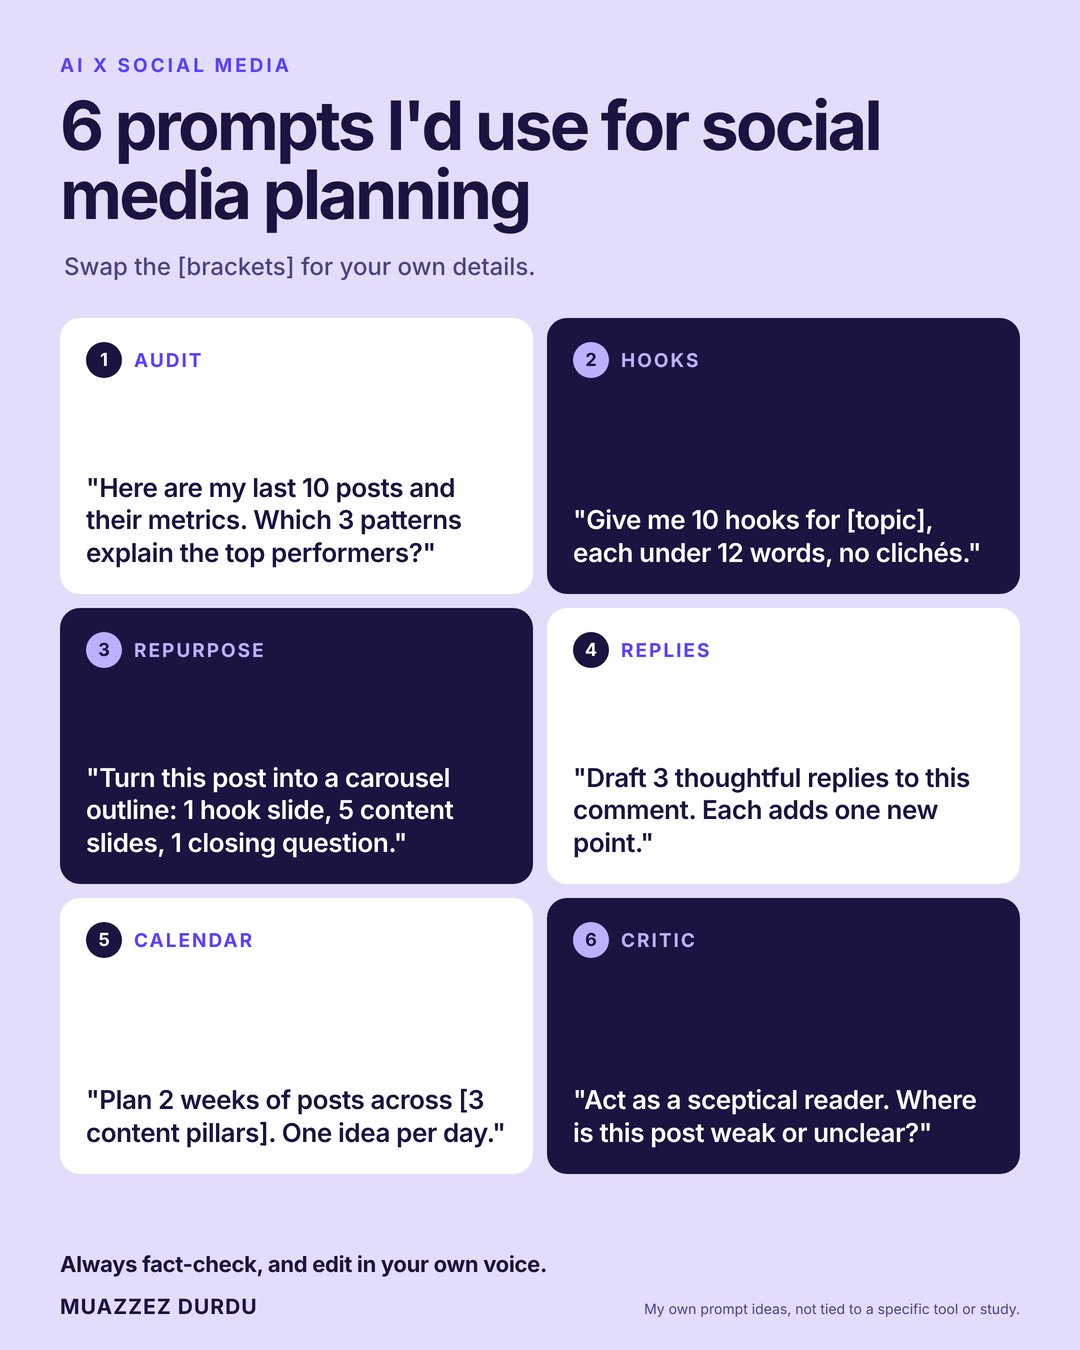 AI X SOCIAL MEDIA
6 prompts I'd use for social
media planning
Swap the [brackets] for your own details.
1 AUDIT
"Here are my last 10 posts and
their metrics. Which 3 patterns
explain the top performers?"
2 HOOKS
"Give me 10 hooks for [topic],
each under 12 words, no clichés."
3 REPURPOSE
"Turn this post into a carousel
outline: 1 hook slide, 5 content
slides, 1 closing question."
4 REPLIES
"Draft 3 thoughtful replies to this
comment. Each adds one new
point."
5 CALENDAR
"Plan 2 weeks of posts across [3
content pillars]. One idea per day."
6 CRITIC
"Act as a sceptical reader. Where
is this post weak or unclear?"
Always fact-check, and edit in your own voice.
MUAZZEZ DURDU
My own prompt ideas, not tied to a specific tool or study.